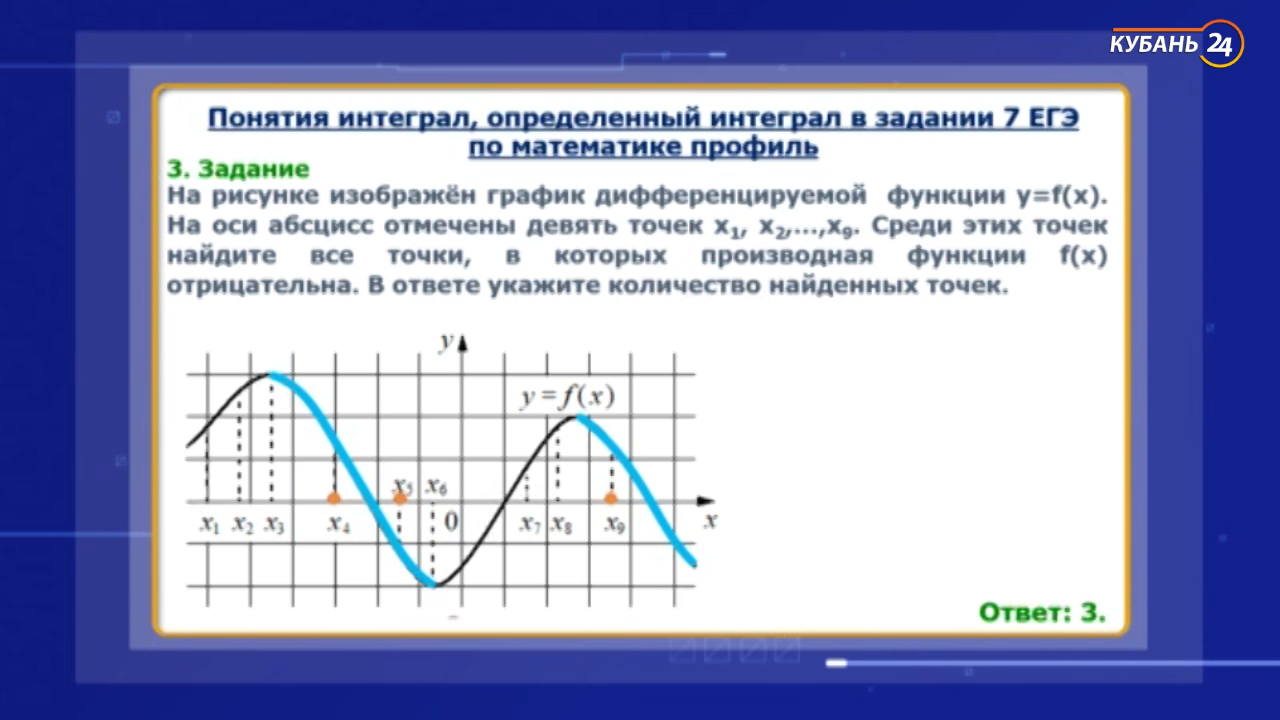 КУБАНЬ 24
Понятия интеграл, определенный интеграл в задании 7 ЕГЭ
по математике профиль
3. Задание
На рисунке изображён график дифференцируемой функции y=f(x).
На оси абсцисс отмечены девять точек x₁, x₂,...,x₉. Среди этих точек
найдите все точки, в которых производная функции f(x)
отрицательна. В ответе укажите количество найденных точек.
y
y = f(x)
x₅ x₆
x₁ x₂ x₃ x₄ 0 x₇ x₈ x₉ x
Ответ: 3.